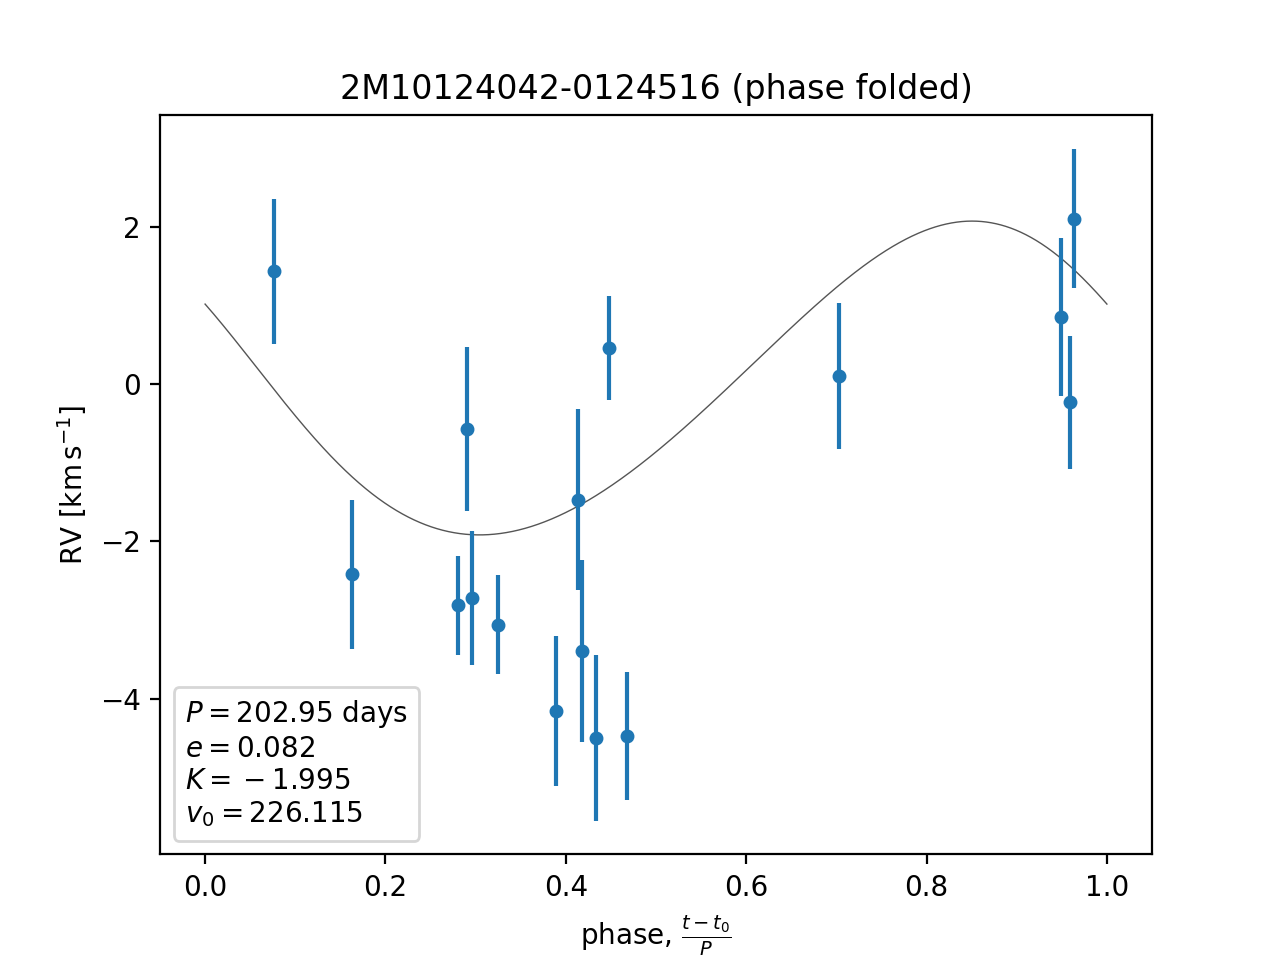 2M10124042-0124516 (phase folded)
2
0
−2
−4
RV [km s⁻¹]
P = 202.95 days
e = 0.082
K = −1.995
v₀ = 226.115
0.0 0.2 0.4 0.6 0.8 1.0
phase, (t − t₀)/P